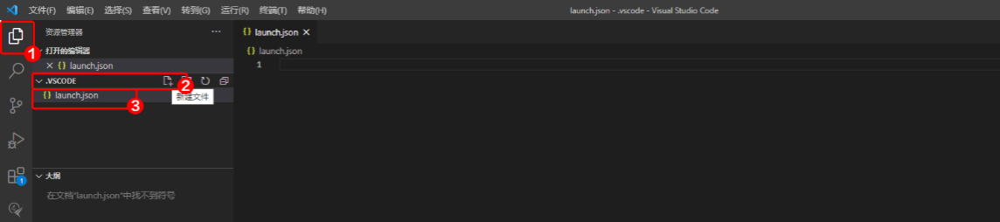 文件(F) 编辑(E) 选择(S) 查看(V) 转到(G) 运行(R) 终端(T) 帮助(H) launch.json - .vscode - Visual Studio Code
资源管理器 ···
{} launch.json ×
1
打开的编辑器
{} launch.json
× {} launch.json
1
.VSCODE
2
{} launch.json
新建文件
3
大纲
1
在文档"launch.json"中找不到符号